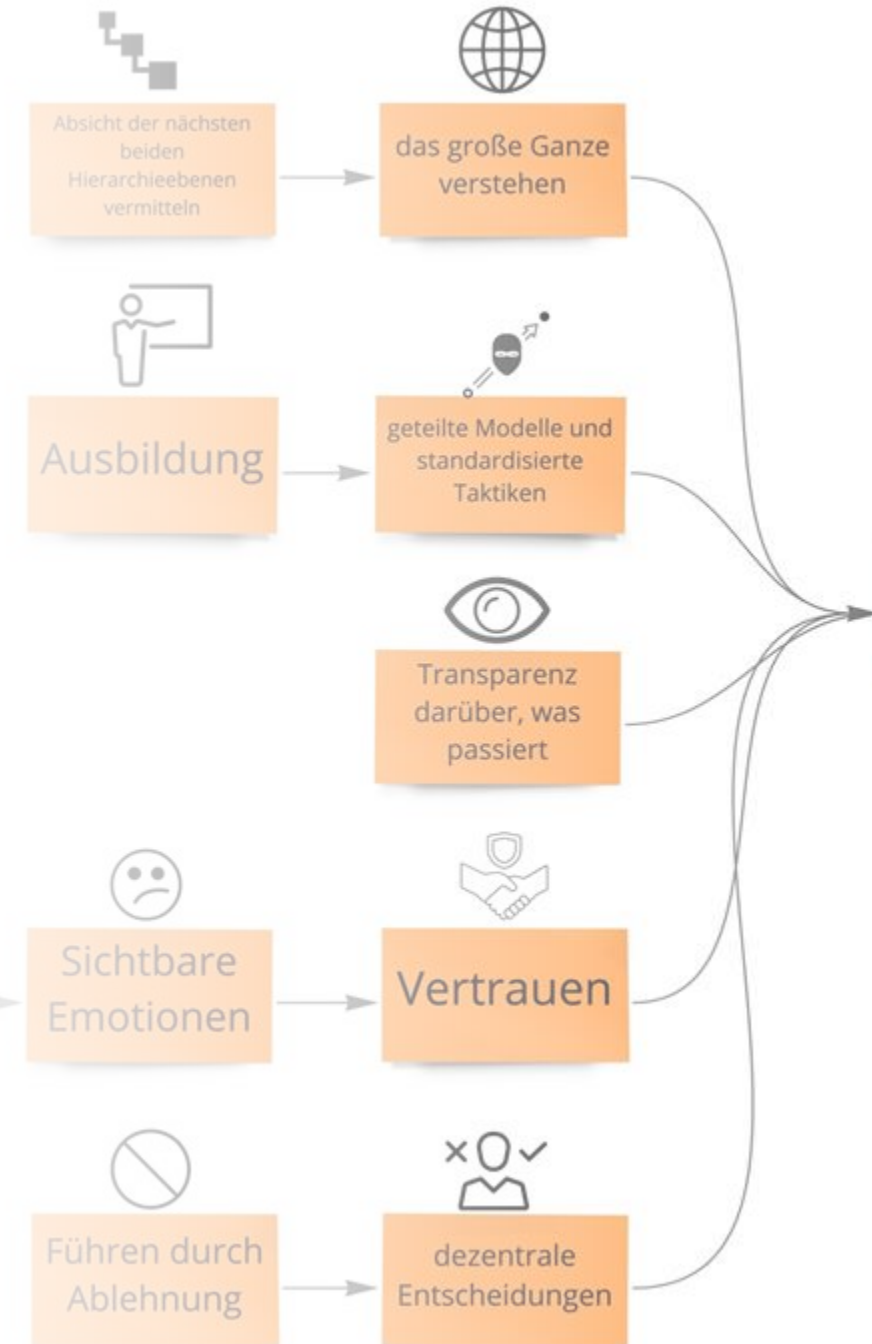 Absicht der nächsten
beiden
Hierarchieebenen
vermitteln
das große Ganze
verstehen
Ausbildung
geteilte Modelle und
standardisierte
Taktiken
Transparenz
darüber, was
passiert
Sichtbare
Emotionen
Vertrauen
Führen durch
Ablehnung
dezentrale
Entscheidungen